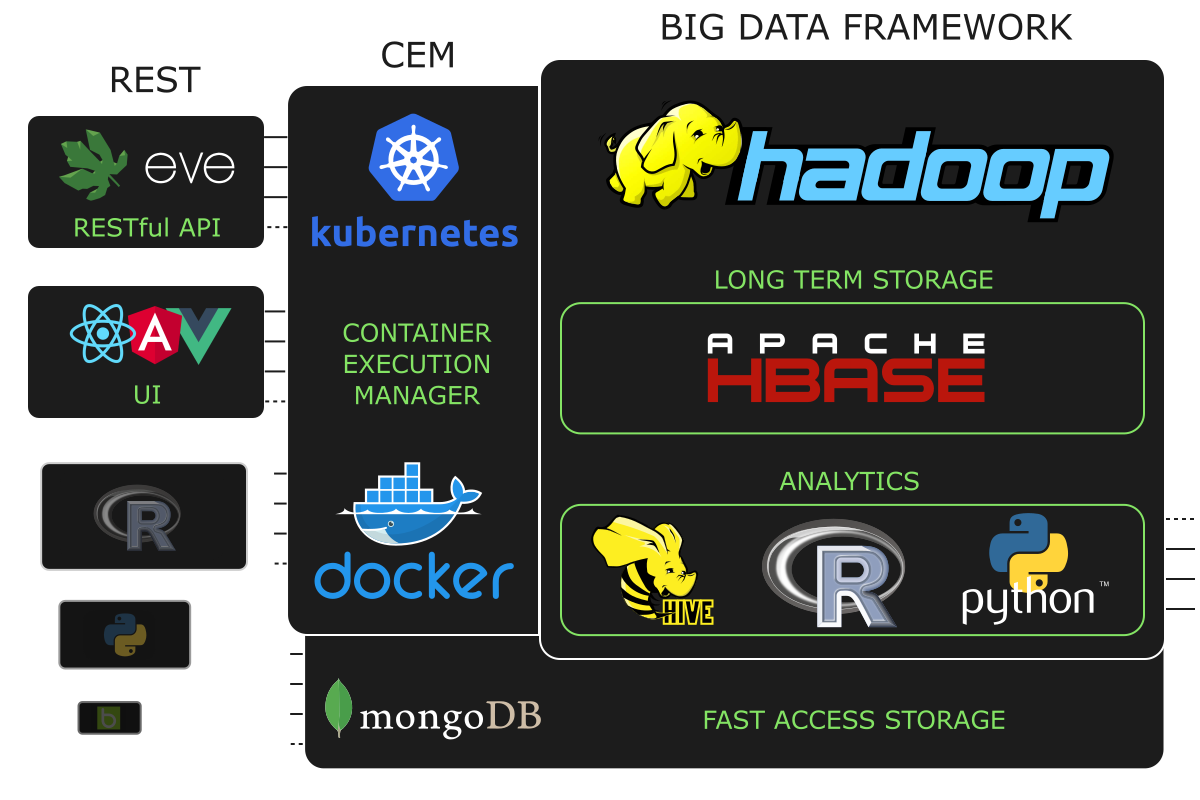 BIG DATA FRAMEWORK
CEM
REST
eve
RESTful API
kubernetes
hadoop
LONG TERM STORAGE
APACHE
HBASE
A
UI
CONTAINER
EXECUTION
MANAGER
ANALYTICS
R
docker
HIVE
R
python™
b
mongoDB
FAST ACCESS STORAGE